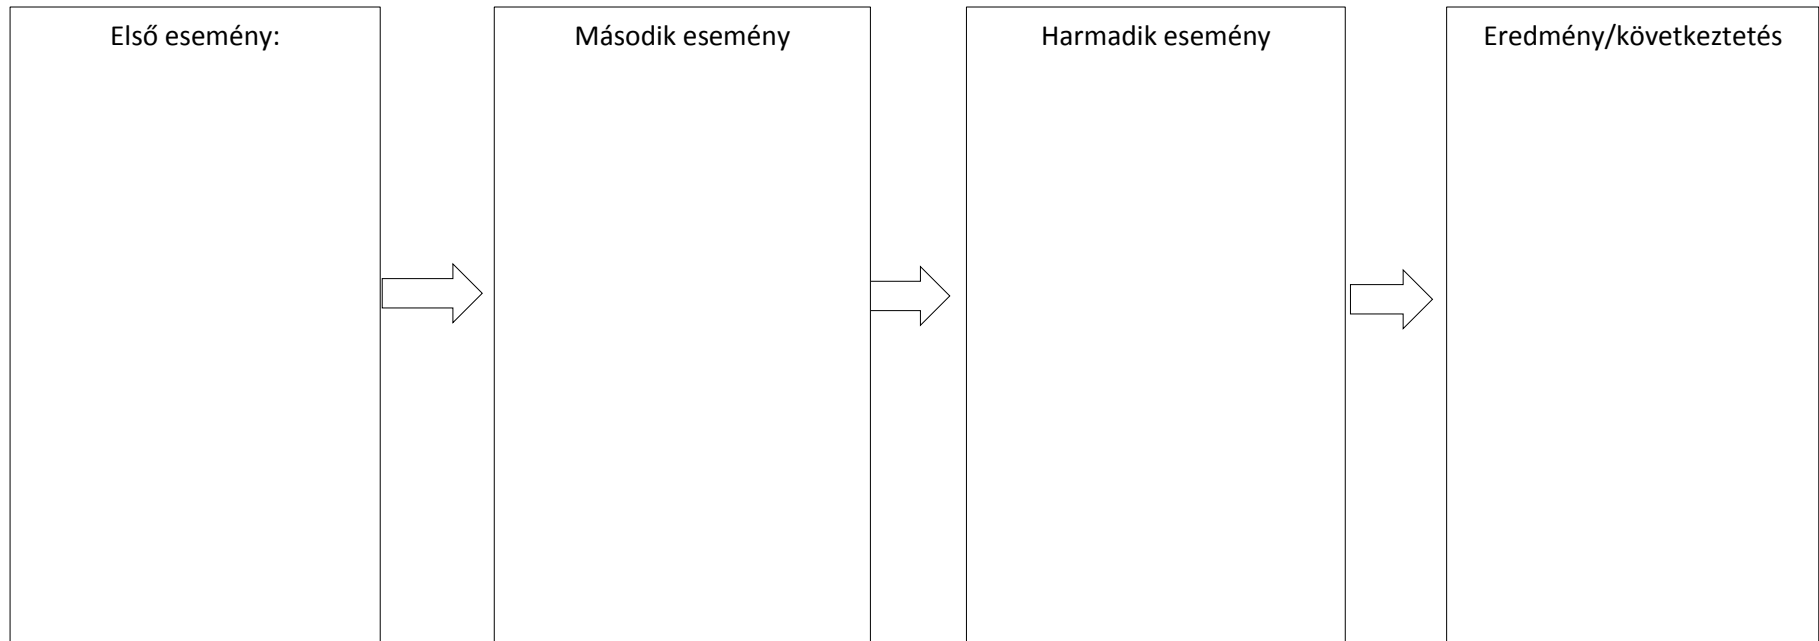 Első esemény:
Második esemény
Harmadik esemény
Eredmény/következtetés